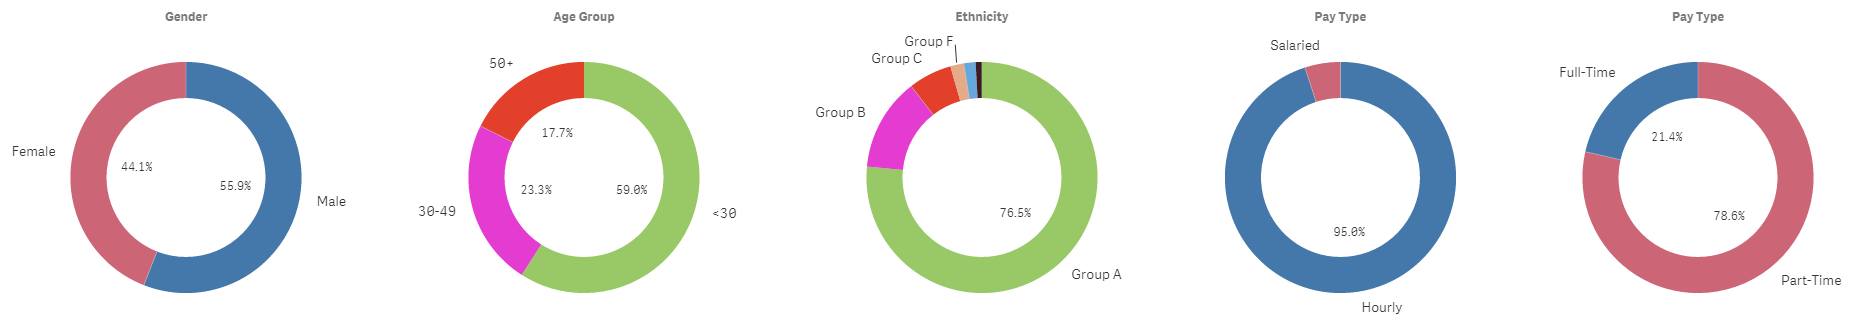 Gender
Female
44.1%
55.9%
Male
Age Group
50+
17.7%
30-49
23.3%
59.0%
<30
Ethnicity
Group F
Group C
Group B
76.5%
Group A
Pay Type
Salaried
95.0%
Hourly
Pay Type
Full-Time
21.4%
78.6%
Part-Time